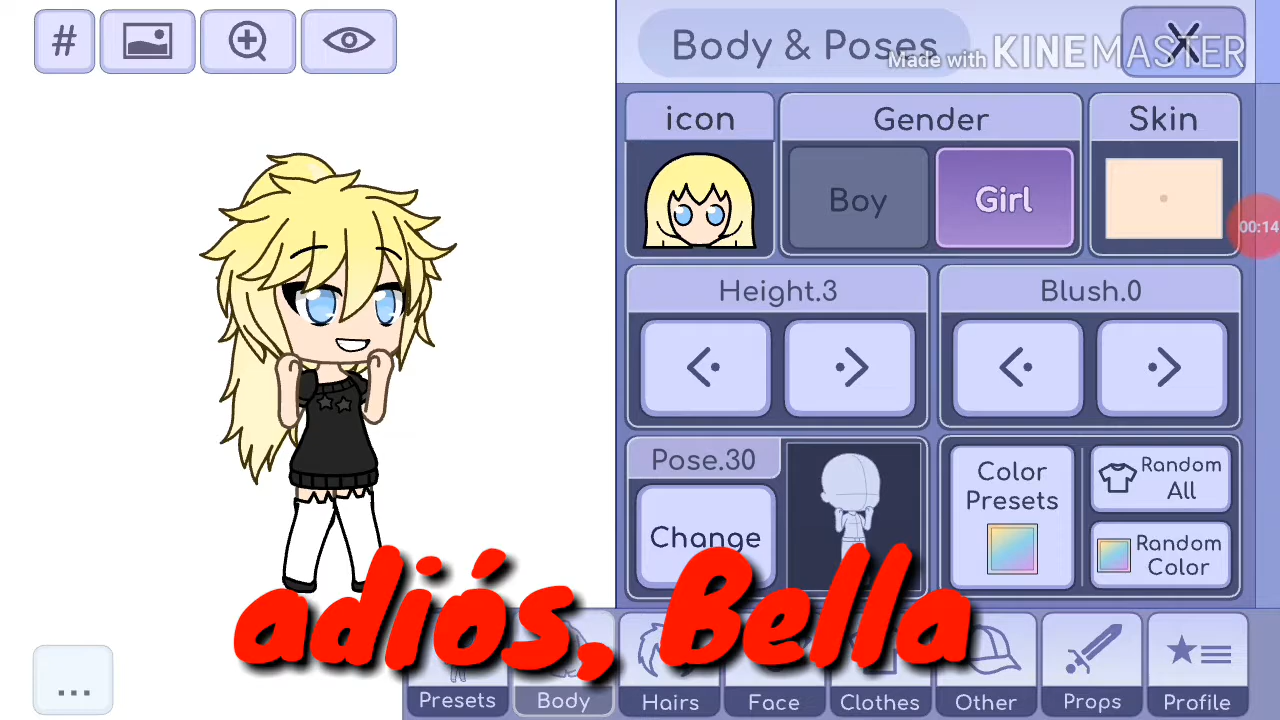 #
Body & Poses
X
Made with KINEMASTER
icon
Gender
Skin
Boy
Girl
00:14
Height.3
Blush.0
Pose.30
Change
Color
Presets
Random
All
Random
Color
adiós, Bella
...
Presets
Body
Hairs
Face
Clothes
Other
Props
Profile